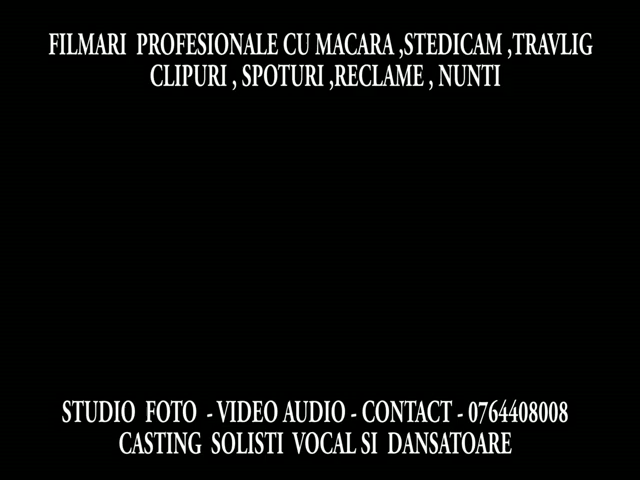 FILMARI PROFESIONALE CU MACARA ,STEDICAM ,TRAVLIG
CLIPURI , SPOTURI ,RECLAME , NUNTI
STUDIO FOTO - VIDEO AUDIO - CONTACT - 0764408008
CASTING SOLISTI VOCAL SI DANSATOARE